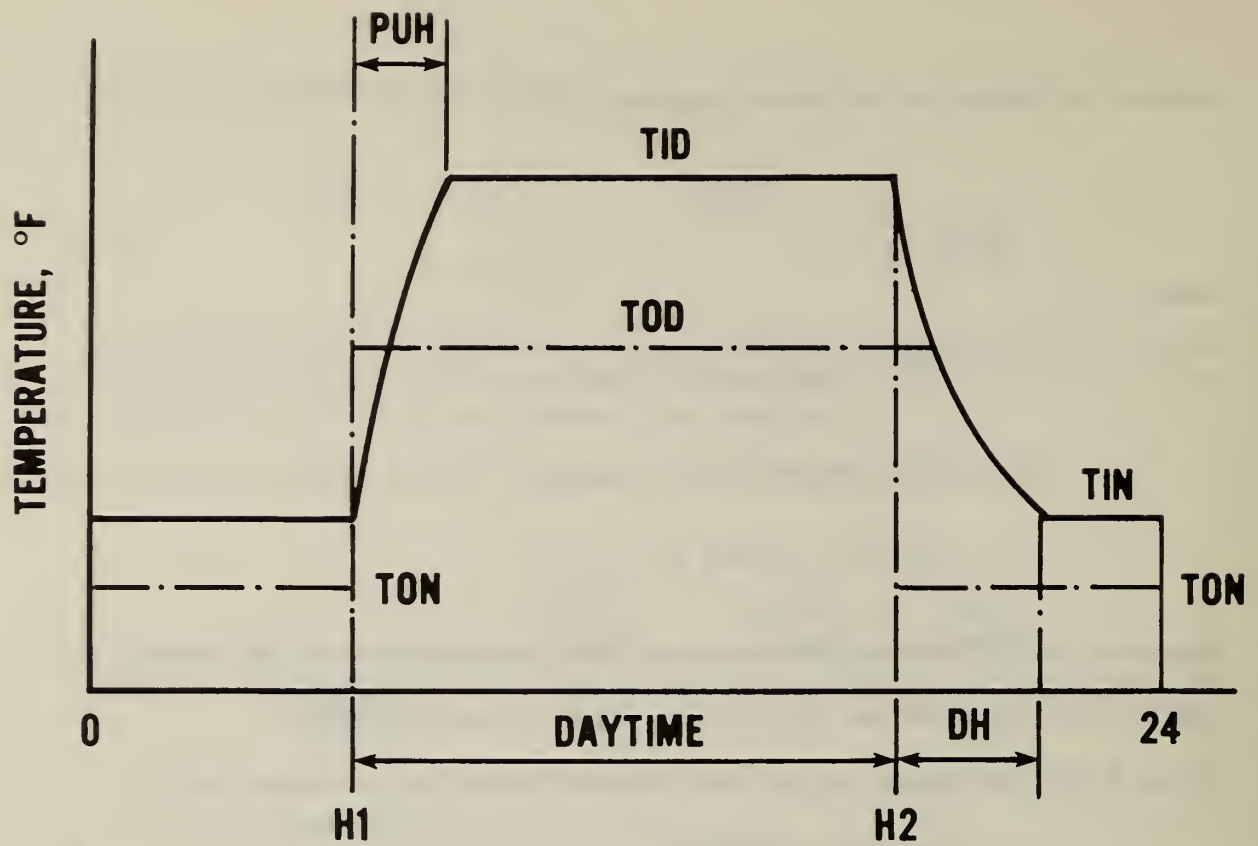 PUH
TID
TEMPERATURE, °F
TOD
TIN
TON
TON
0
DAYTIME
DH
24
H1
H2